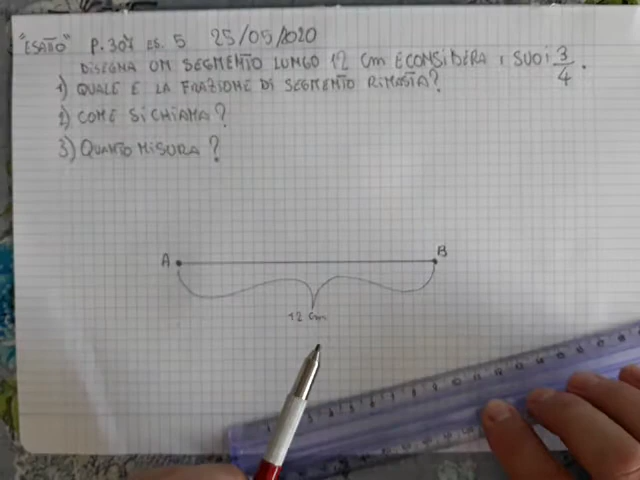 "ESATTO" P. 307 ES. 5 25/05/2020
DISEGNA UN SEGMENTO LUNGO 12 cm E CONSIDERA I SUOI 3/4.
1) QUALE E LA FRAZIONE DI SEGMENTO RIMASTA?
2) COME SI CHIAMA?
3) QUANTO MISURA?
A B
12 cm